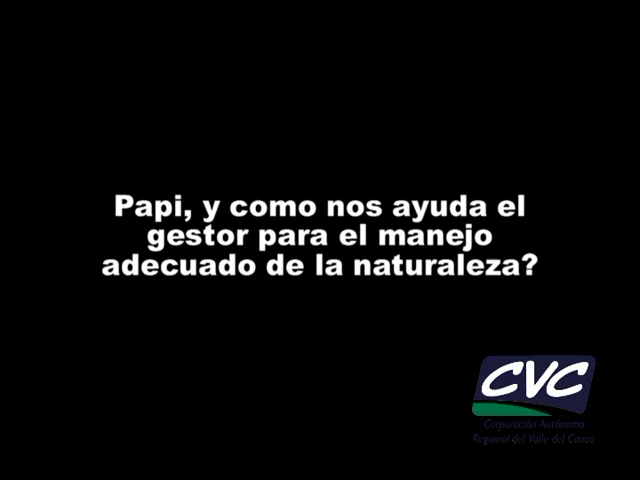 Papi, y como nos ayuda el
gestor para el manejo
adecuado de la naturaleza?
CVC
Corporación Autónoma
Regional del Valle del Cauca